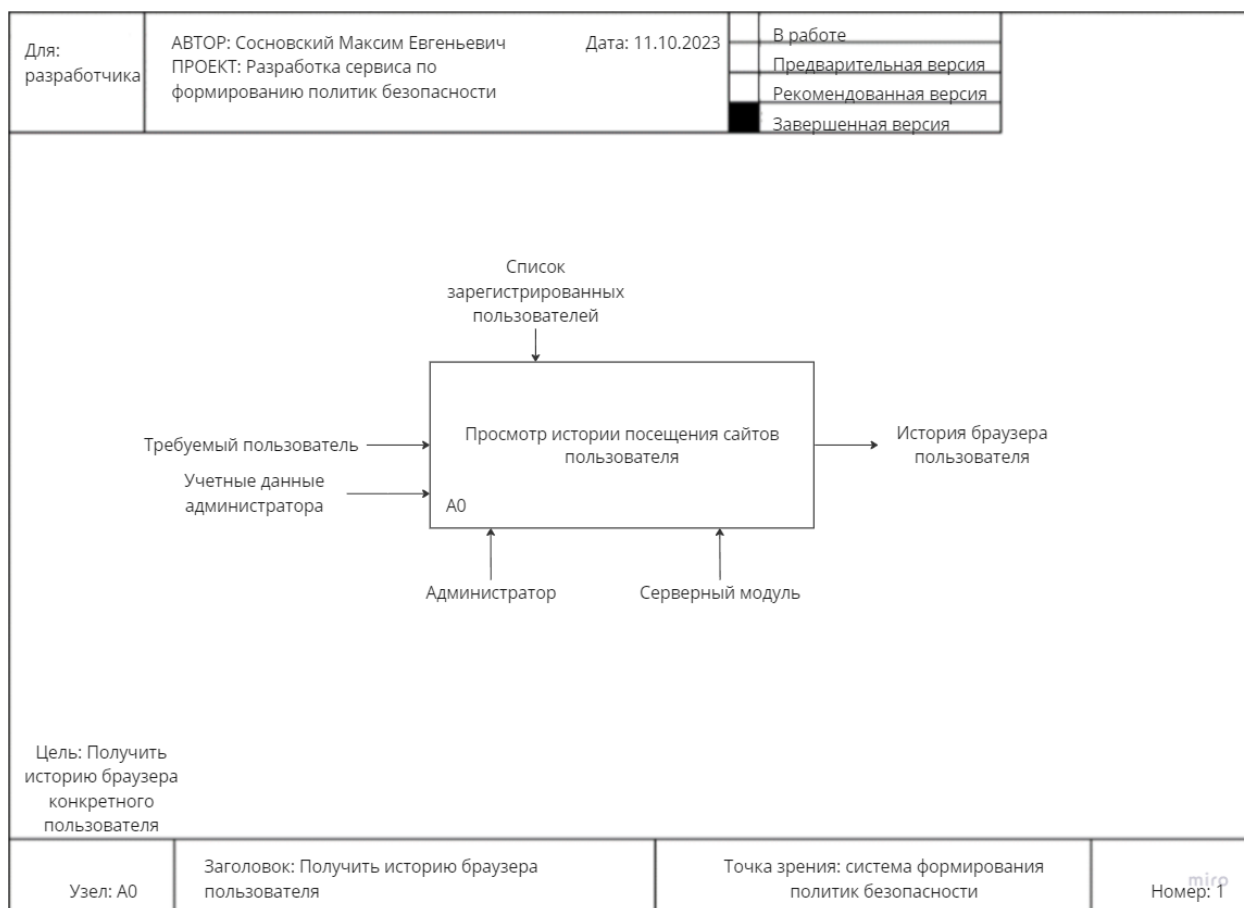 Для:
разработчика
АВТОР: Сосновский Максим Евгеньевич
Дата: 11.10.2023
ПРОЕКТ: Разработка сервиса по
формированию политик безопасности
В работе
Предварительная версия
Рекомендованная версия
Завершенная версия
Список
зарегистрированных
пользователей
Требуемый пользователь
Учетные данные
администратора
Просмотр истории посещения сайтов
пользователя
А0
История браузера
пользователя
Администратор
Серверный модуль
Цель: Получить
историю браузера
конкретного
пользователя
Узел: А0
Заголовок: Получить историю браузера
пользователя
Точка зрения: система формирования
политик безопасности
Номер: 1
miro